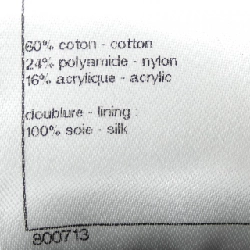 60% coton - cotton
24% polyamide - nylon
16% acrylique - acrylic
doublure - lining
100% soie - silk
800713